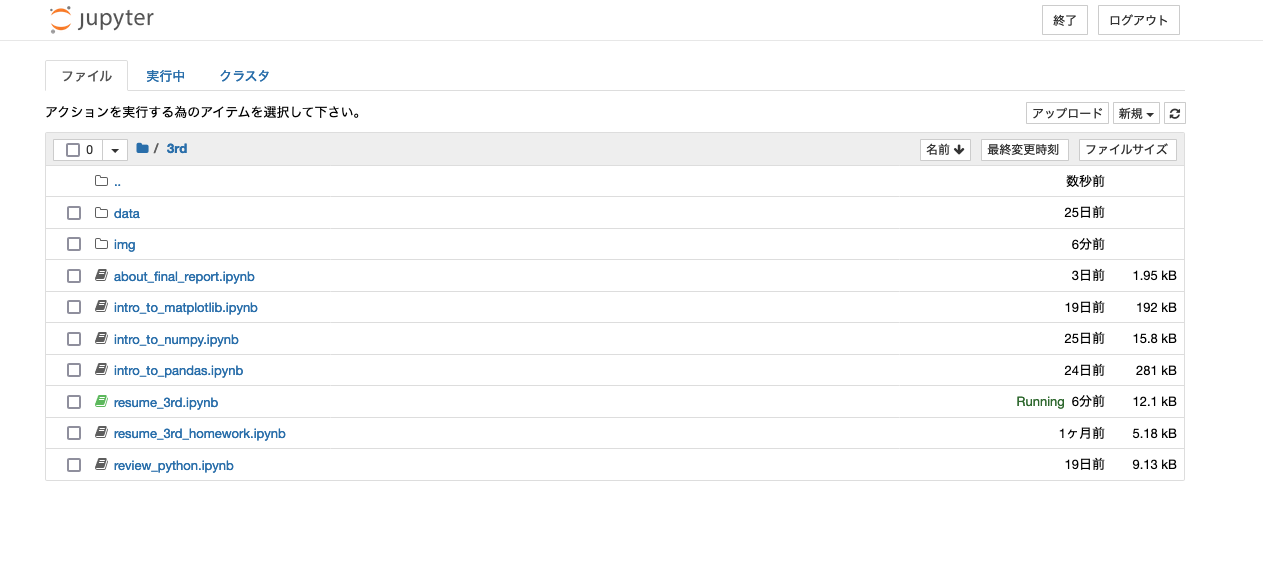 jupyter 終了 ログアウト
ファイル 実行中 クラスタ
アクションを実行する為のアイテムを選択して下さい。 アップロード 新規
0 / 3rd 名前 最終変更時刻 ファイルサイズ
.. 数秒前
data 25日前
img 6分前
about_final_report.ipynb 3日前 1.95 kB
intro_to_matplotlib.ipynb 19日前 192 kB
intro_to_numpy.ipynb 25日前 15.8 kB
intro_to_pandas.ipynb 24日前 281 kB
resume_3rd.ipynb Running 6分前 12.1 kB
resume_3rd_homework.ipynb 1ヶ月前 5.18 kB
review_python.ipynb 19日前 9.13 kB